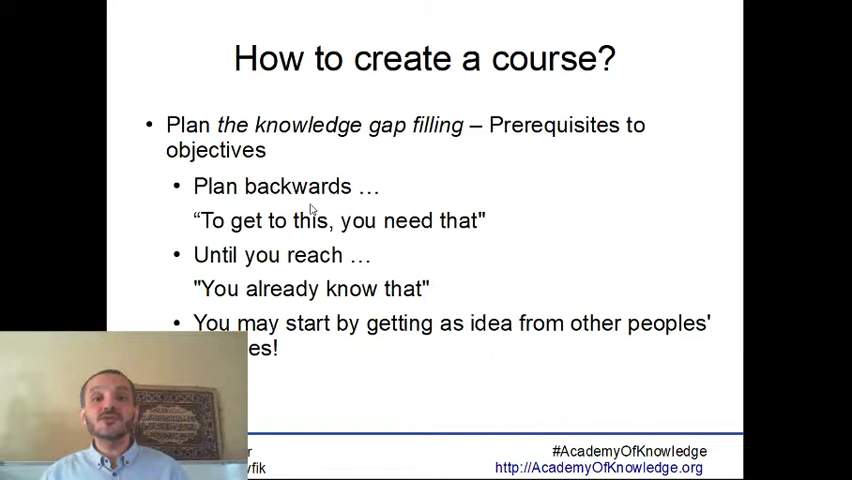 How to create a course?
• Plan the knowledge gap filling – Prerequisites to
objectives
• Plan backwards …
“To get to this, you need that"
• Until you reach …
"You already know that"
• You may start by getting as idea from other peoples'
#AcademyOfKnowledge
http://AcademyOfKnowledge.org